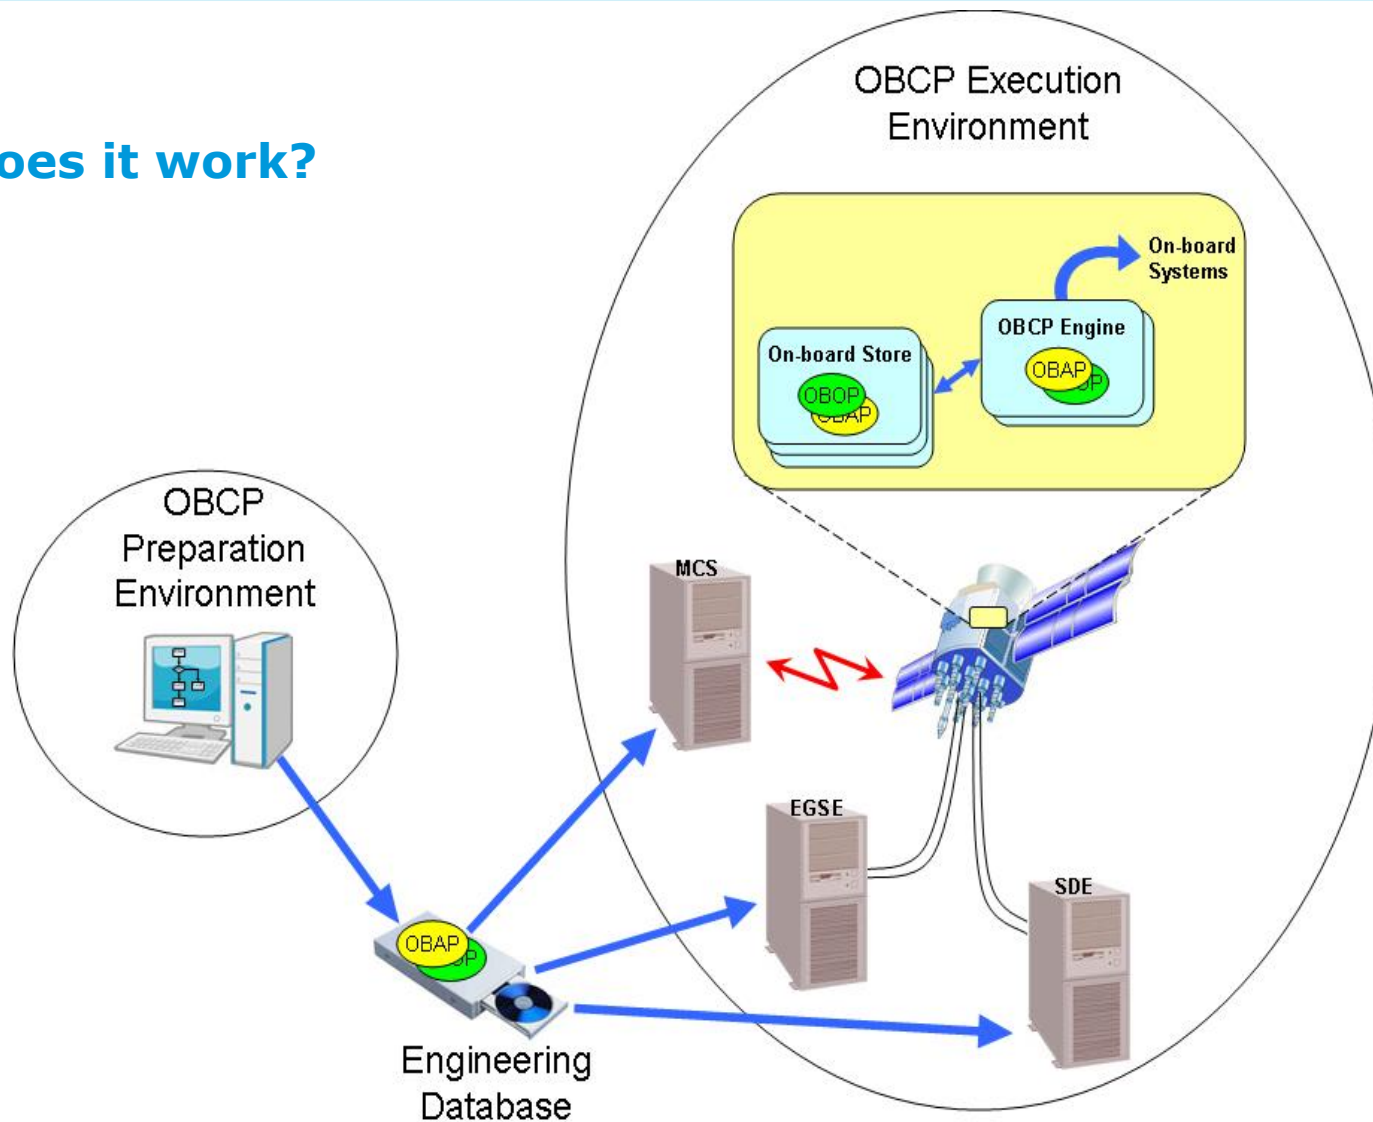 oes it work?
OBCP Execution
Environment
On-board
Systems
OBCP Engine
OBAP
On-board Store
OBOP
OBAP
OBCP
Preparation
Environment
MCS
EGSE
SDE
OBAP
Engineering
Database